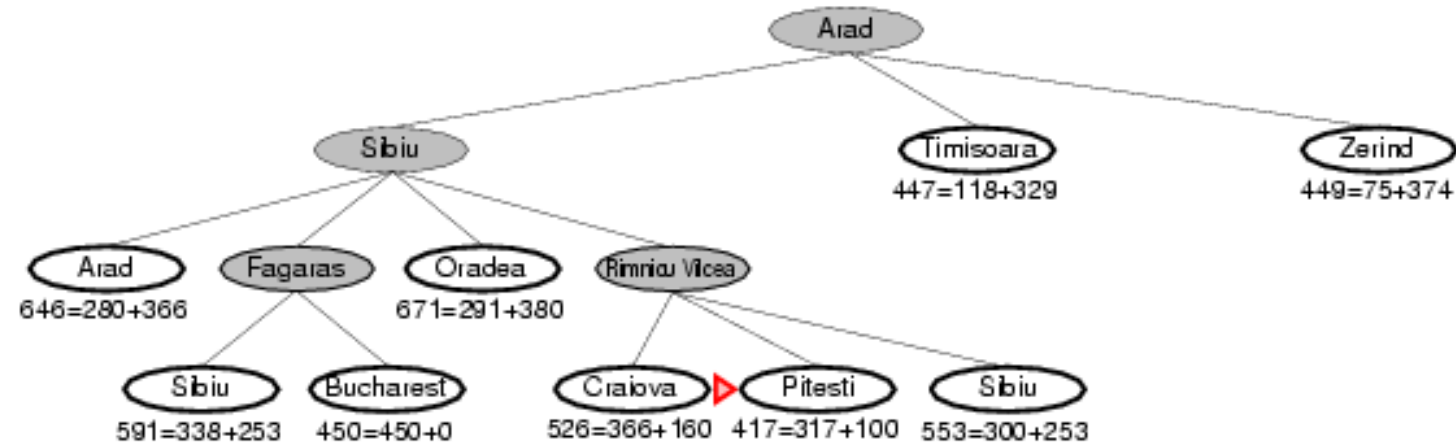 Arad
Sibiu
Timisoara
Zerind
447=118+329
449=75+374
Arad
Fagaras
Oradea
Rimnicu Vilcea
646=280+366
671=291+380
Sibiu
Bucharest
Craiova
Pitesti
Sibiu
591=338+253
450=450+0
526=366+160
417=317+100
553=300+253